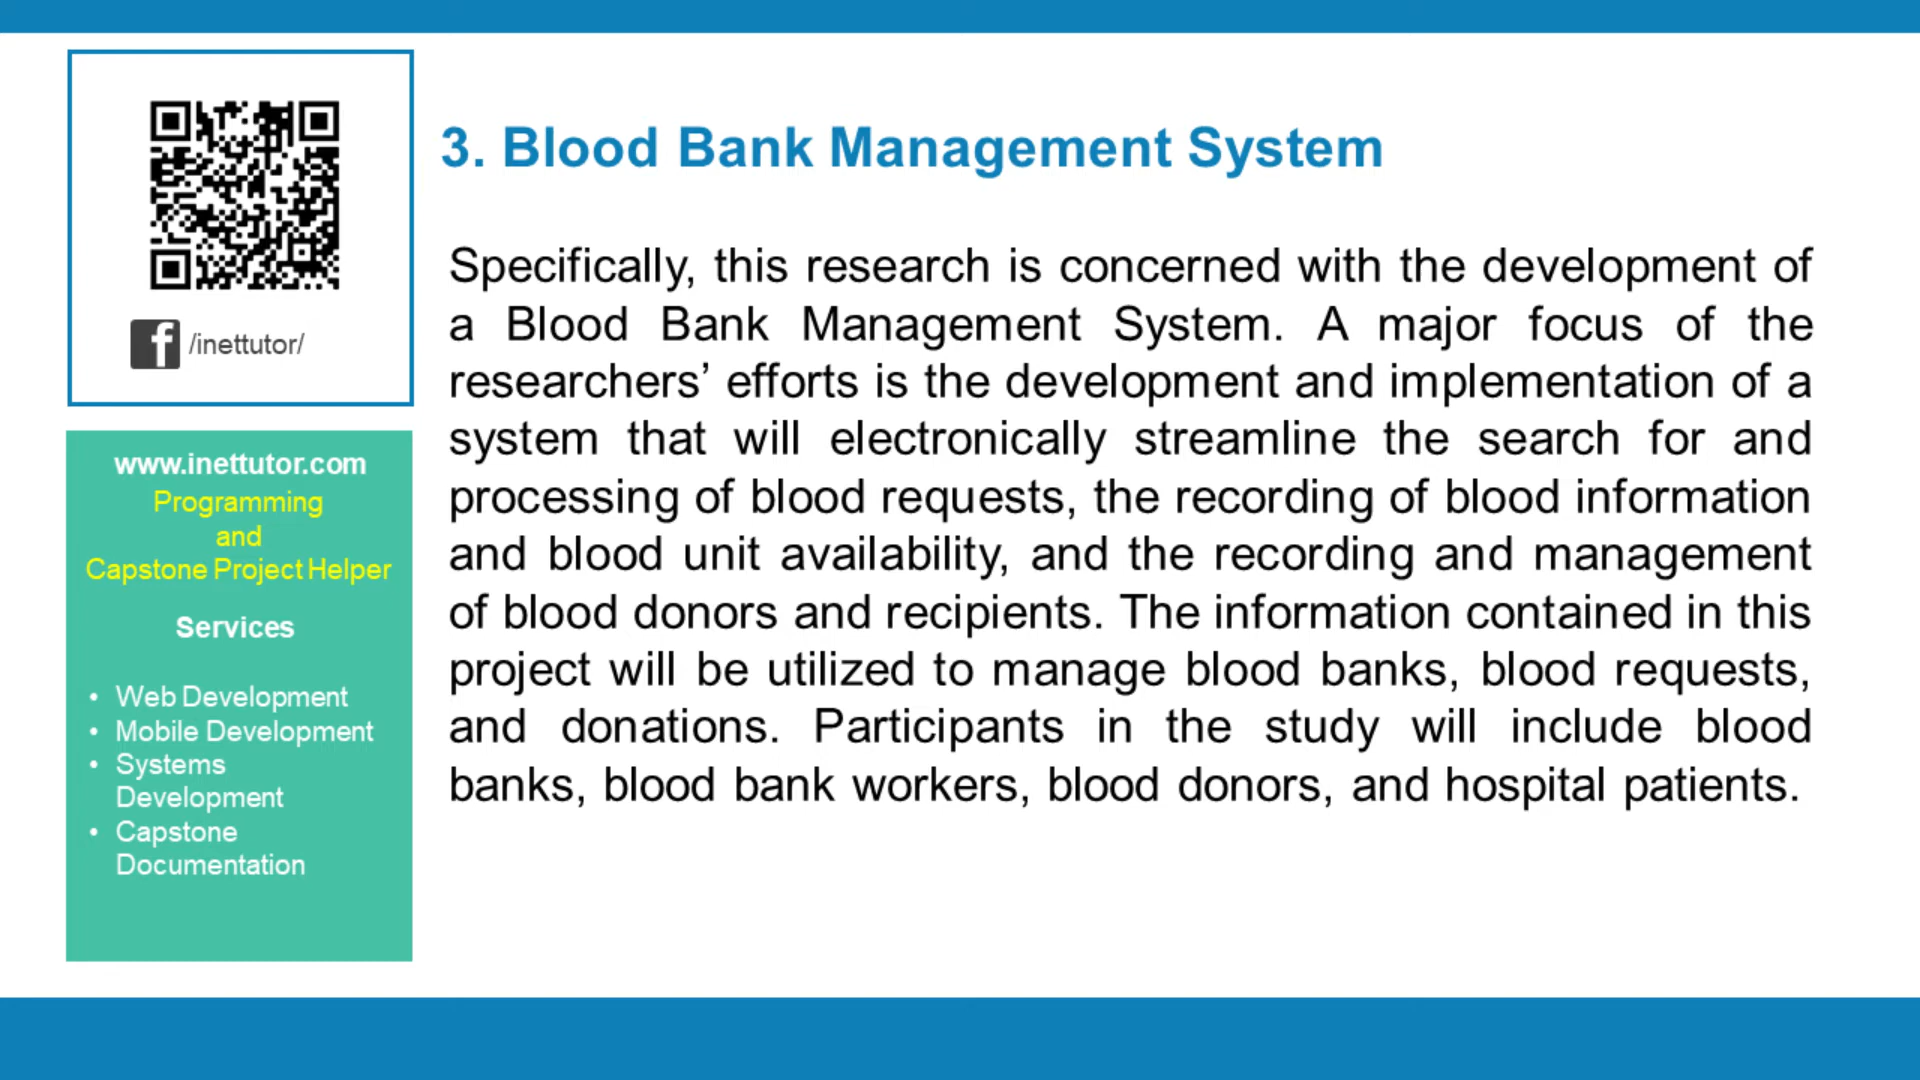 /inettutor/
www.inettutor.com
Programming
and
Capstone Project Helper
Services
• Web Development
• Mobile Development
• Systems
Development
• Capstone
Documentation
3. Blood Bank Management System
Specifically, this research is concerned with the development of
a Blood Bank Management System. A major focus of the
researchers’ efforts is the development and implementation of a
system that will electronically streamline the search for and
processing of blood requests, the recording of blood information
and blood unit availability, and the recording and management
of blood donors and recipients. The information contained in this
project will be utilized to manage blood banks, blood requests,
and donations. Participants in the study will include blood
banks, blood bank workers, blood donors, and hospital patients.